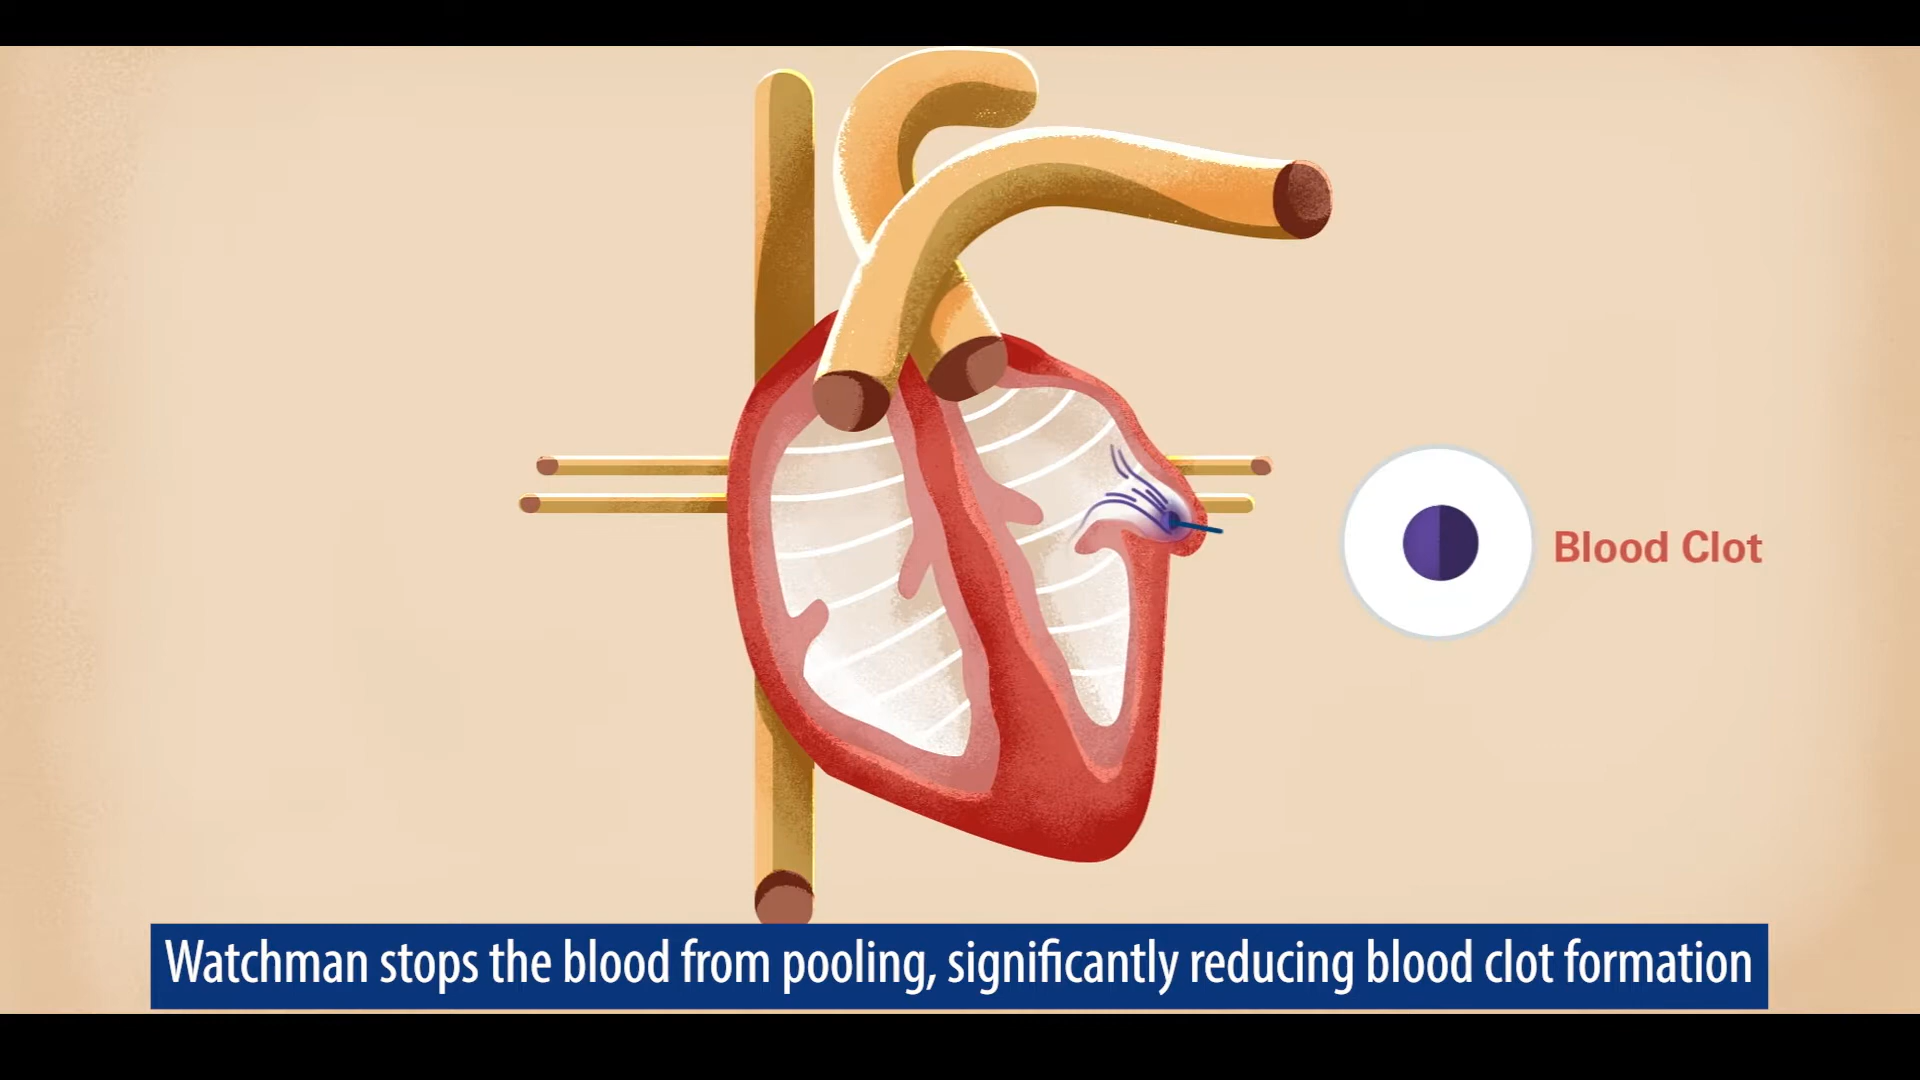 Blood Clot
Watchman stops the blood from pooling, significantly reducing blood clot formation